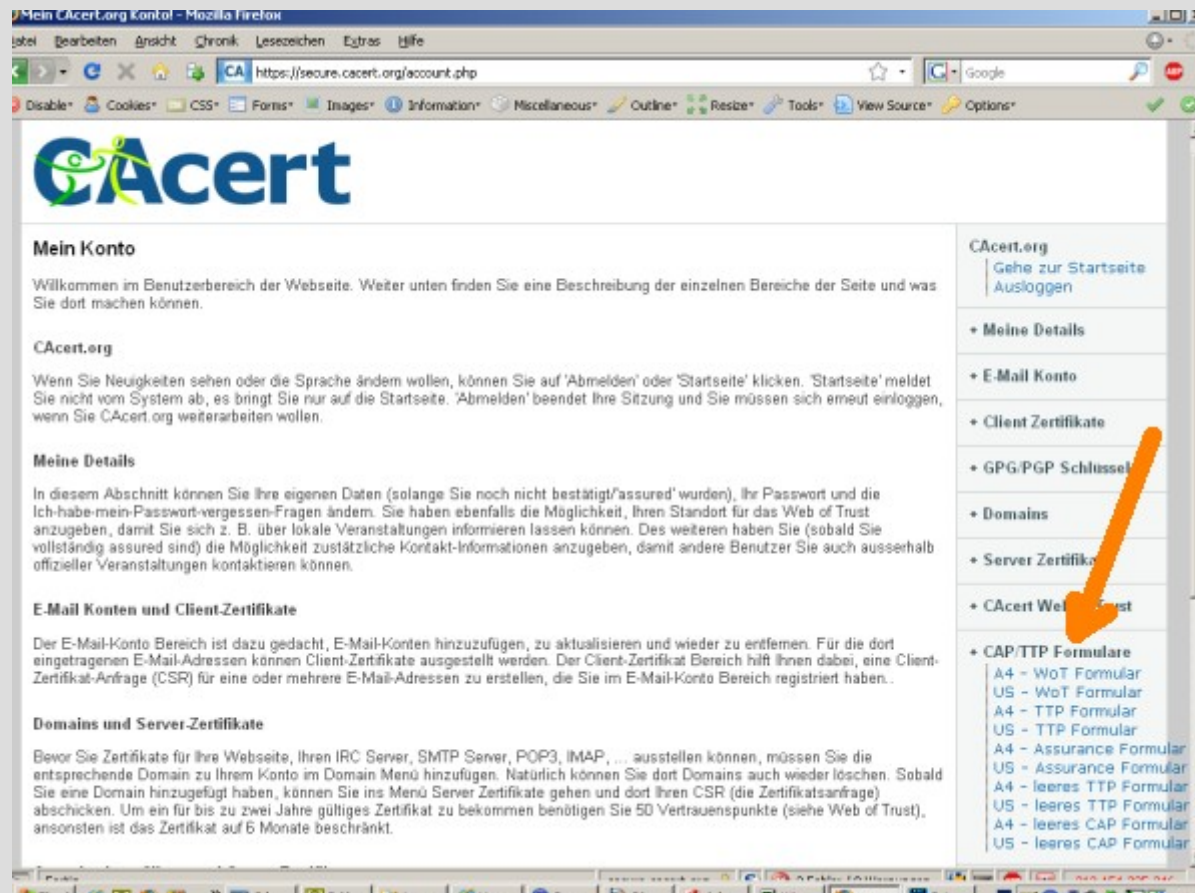 Mein CAcert.org Konto! - Mozilla Firefox
Bearbeiten Ansicht Chronik Lesezeichen Extras Hilfe
CA https://secure.cacert.org/account.php Google ABP
Disable Cookies CSS Forms Images Information Miscellaneous Outline Resize Tools View Source Options
CAcert
Mein Konto
Willkommen im Benutzerbereich der Webseite. Weiter unten finden Sie eine Beschreibung der einzelnen Bereiche der Seite und was
Sie dort machen können.
CAcert.org
Wenn Sie Neuigkeiten sehen oder die Sprache ändern wollen, können Sie auf 'Abmelden' oder 'Startseite' klicken. 'Startseite' meldet
Sie nicht vom System ab, es bringt Sie nur auf die Startseite. 'Abmelden' beendet Ihre Sitzung und Sie müssen sich erneut einloggen,
wenn Sie CAcert.org weiterarbeiten wollen.
Meine Details
In diesem Abschnitt können Sie Ihre eigenen Daten (solange Sie noch nicht bestätigt/'assured' wurden), Ihr Passwort und die
Ich-habe-mein-Passwort-vergessen-Fragen ändern. Sie haben ebenfalls die Möglichkeit, Ihren Standort für das Web of Trust
anzugeben, damit Sie sich z. B. über lokale Veranstaltungen informieren lassen können. Des weiteren haben Sie (sobald Sie
vollständig assured sind) die Möglichkeit zustätzliche Kontakt-Informationen anzugeben, damit andere Benutzer Sie auch ausserhalb
offizieller Veranstaltungen kontaktieren können.
E-Mail Konten und Client-Zertifikate
Der E-Mail-Konto Bereich ist dazu gedacht, E-Mail-Konten hinzuzufügen, zu aktualisieren und wieder zu entfernen. Für die dort
eingetragenen E-Mail-Adressen können Client-Zertifikate ausgestellt werden. Der Client-Zertifikat Bereich hilft Ihnen dabei, eine Client-
Zertifikat-Anfrage (CSR) für eine oder mehrere E-Mail-Adressen zu erstellen, die Sie im E-Mail-Konto Bereich registriert haben..
Domains und Server-Zertifikate
Bevor Sie Zertifikate für Ihre Webseite, Ihren IRC Server, SMTP Server, POP3, IMAP, ... ausstellen können, müssen Sie die
entsprechende Domain zu Ihrem Konto im Domain Menü hinzufügen. Natürlich können Sie dort Domains auch wieder löschen. Sobald
Sie eine Domain hinzugefügt haben, können Sie ins Menü Server Zertifikate gehen und dort Ihren CSR (die Zertifikatsanfrage)
abschicken. Um ein für bis zu zwei Jahre gültiges Zertifikat zu bekommen benötigen Sie 50 Vertrauenspunkte (siehe Web of Trust),
ansonsten ist das Zertifikat auf 6 Monate beschränkt.
CAcert.org
Gehe zur Startseite
Ausloggen
+ Meine Details
+ E-Mail Konto
+ Client Zertifikate
+ GPG/PGP Schlüssel
+ Domains
+ Server Zertifika
+ CAcert We Trust
+ CAP/TTP Formulare
A4 - WoT Formular
US - WoT Formular
A4 - TTP Formular
US - TTP Formular
A4 - Assurance Formular
US - Assurance Formular
A4 - leeres TTP Formular
US - leeres TTP Formular
A4 - leeres CAP Formular
US - leeres CAP Formular